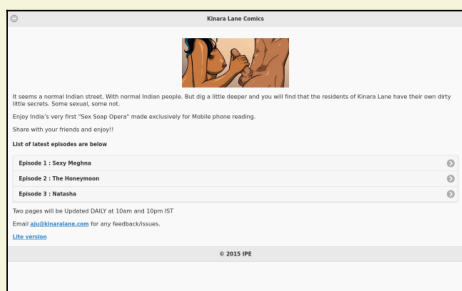 Kinara Lane Comics
It seems a normal Indian street. With normal Indian people. But dig a little deeper and you will find that the residents of Kinara Lane have their own dirty
little secrets. Some sexual, some not.
Enjoy India's very first "Sex Soap Opera" made exclusively for Mobile phone reading.
Share with your friends and enjoy!!
List of latest episodes are below
Episode 1 : Sexy Meghna
Episode 2 : The Honeymoon
Episode 3 : Natasha
Two pages will be Updated DAILY at 10am and 10pm IST
Email aju@kinaralane.com for any feedback/issues.
Lite version
© 2015 IPE